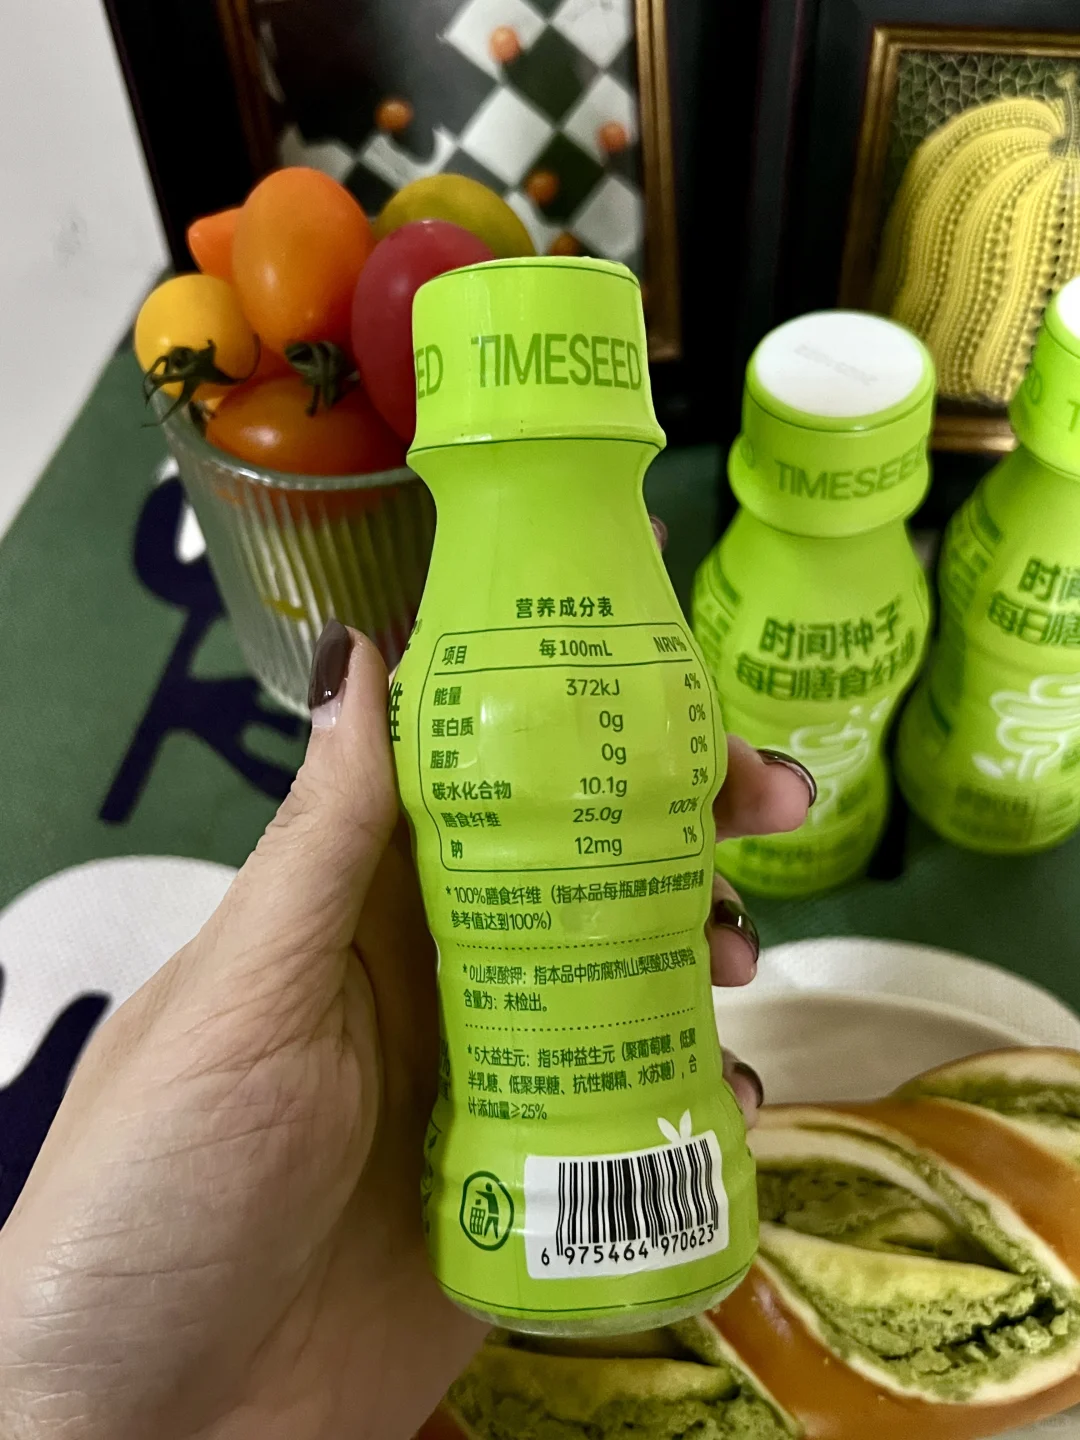 TIMESEED
营养成分表
项目 每100mL NRV%
能量 372kJ 4%
蛋白质 0g 0%
脂肪 0g 0%
碳水化合物 10.1g 3%
膳食纤维 25.0g 100%
钠 12mg 1%
*100%膳食纤维（指本品每瓶膳食纤维营养素
参考值达到100%）
*0山梨酸钾：指本品中防腐剂山梨酸及其钾盐
含量为：未检出。
*5大益生元：指5种益生元（聚葡萄糖、低聚
半乳糖、低聚果糖、抗性糊精、水苏糖），合
计添加量≥25%
6 975464 970623
TIMESEED
时间种子
每日膳食纤维
时间
每日膳